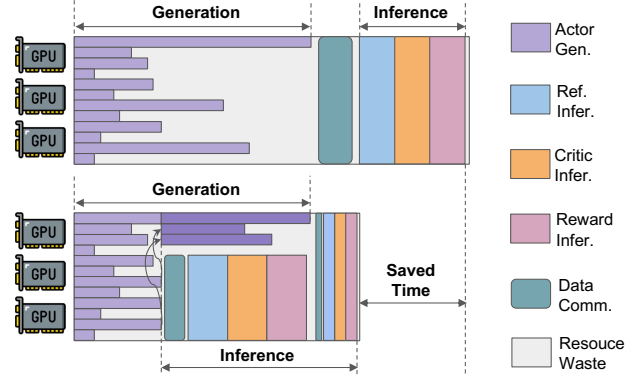 Generation
Inference
GPU
GPU
GPU
Generation
GPU
GPU
GPU
Saved
Time
Inference
Actor
Gen.
Ref.
Infer.
Critic
Infer.
Reward
Infer.
Data
Comm.
Resouce
Waste